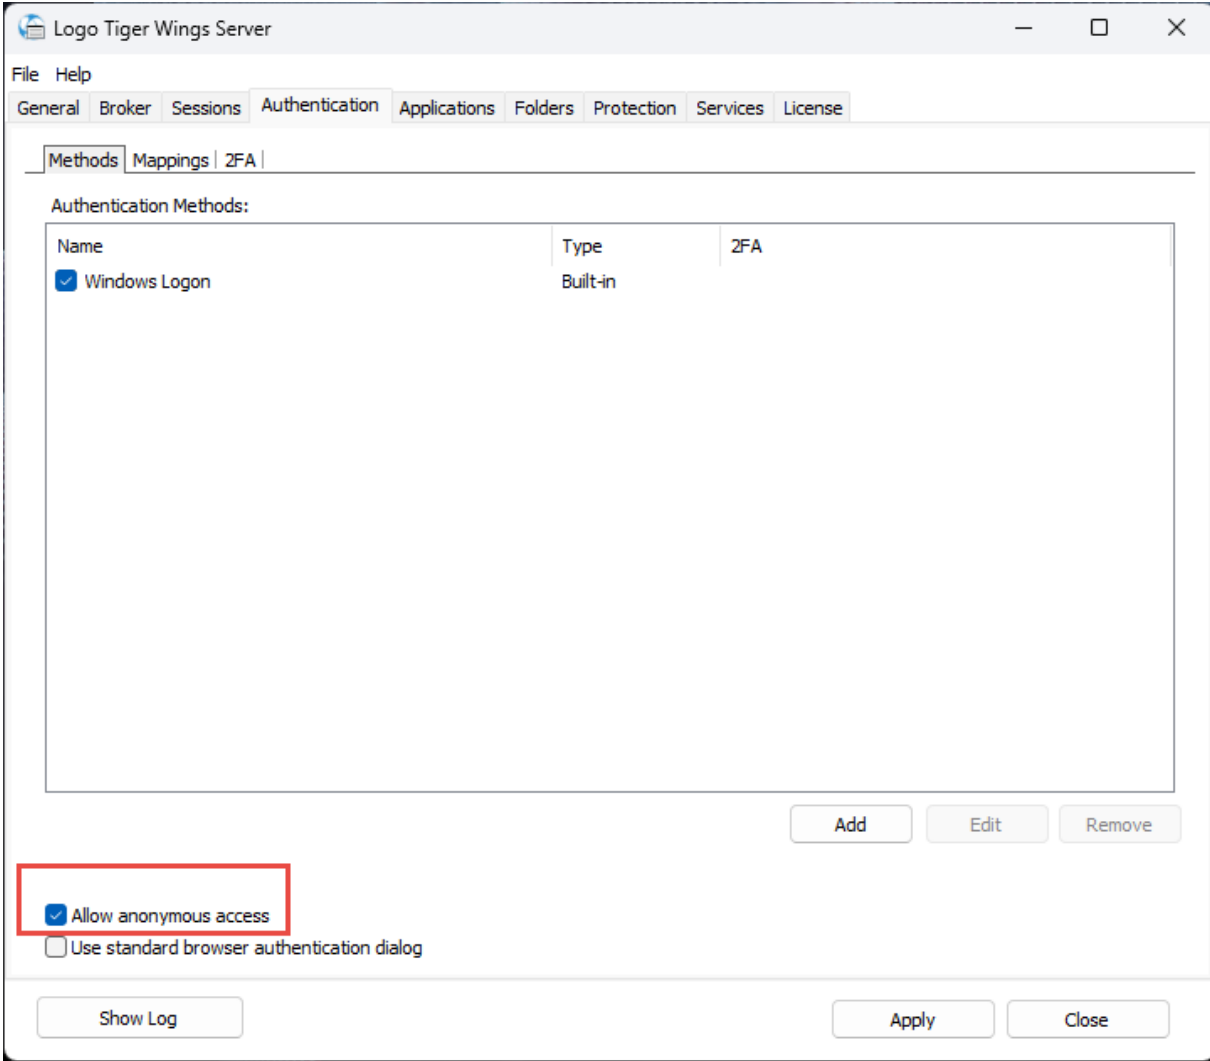 Logo Tiger Wings Server
File Help
General Broker Sessions Authentication Applications Folders Protection Services License
Methods Mappings 2FA
Authentication Methods:
Name Type 2FA
Windows Logon Built-in
Add Edit Remove
Allow anonymous access
Use standard browser authentication dialog
Show Log Apply Close